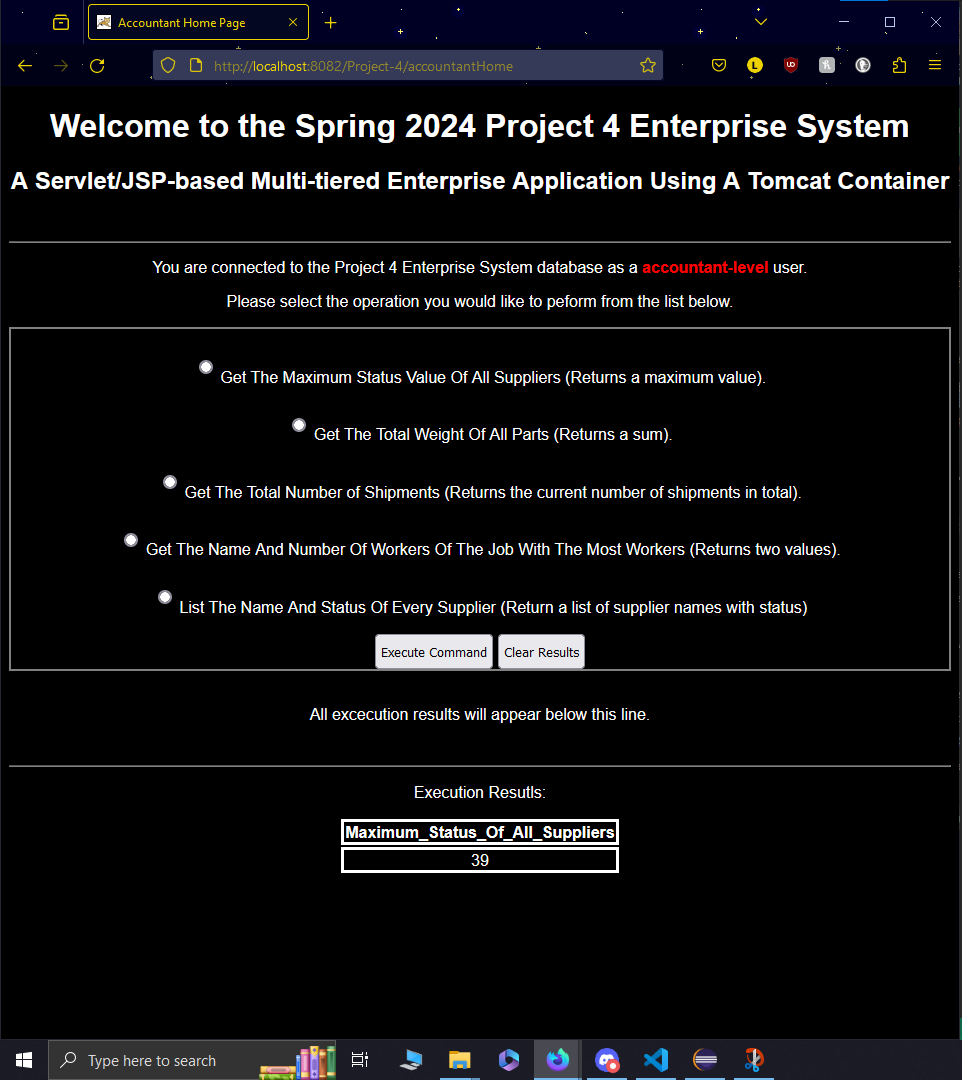 Accountant Home Page
http://localhost:8082/Project-4/accountantHome
Welcome to the Spring 2024 Project 4 Enterprise System
A Servlet/JSP-based Multi-tiered Enterprise Application Using A Tomcat Container
You are connected to the Project 4 Enterprise System database as a accountant-level user.
Please select the operation you would like to peform from the list below.
Get The Maximum Status Value Of All Suppliers (Returns a maximum value).
Get The Total Weight Of All Parts (Returns a sum).
Get The Total Number of Shipments (Returns the current number of shipments in total).
Get The Name And Number Of Workers Of The Job With The Most Workers (Returns two values).
List The Name And Status Of Every Supplier (Return a list of supplier names with status)
Execute Command Clear Results
All excecution results will appear below this line.
Execution Resutls:
Maximum_Status_Of_All_Suppliers
39
Type here to search